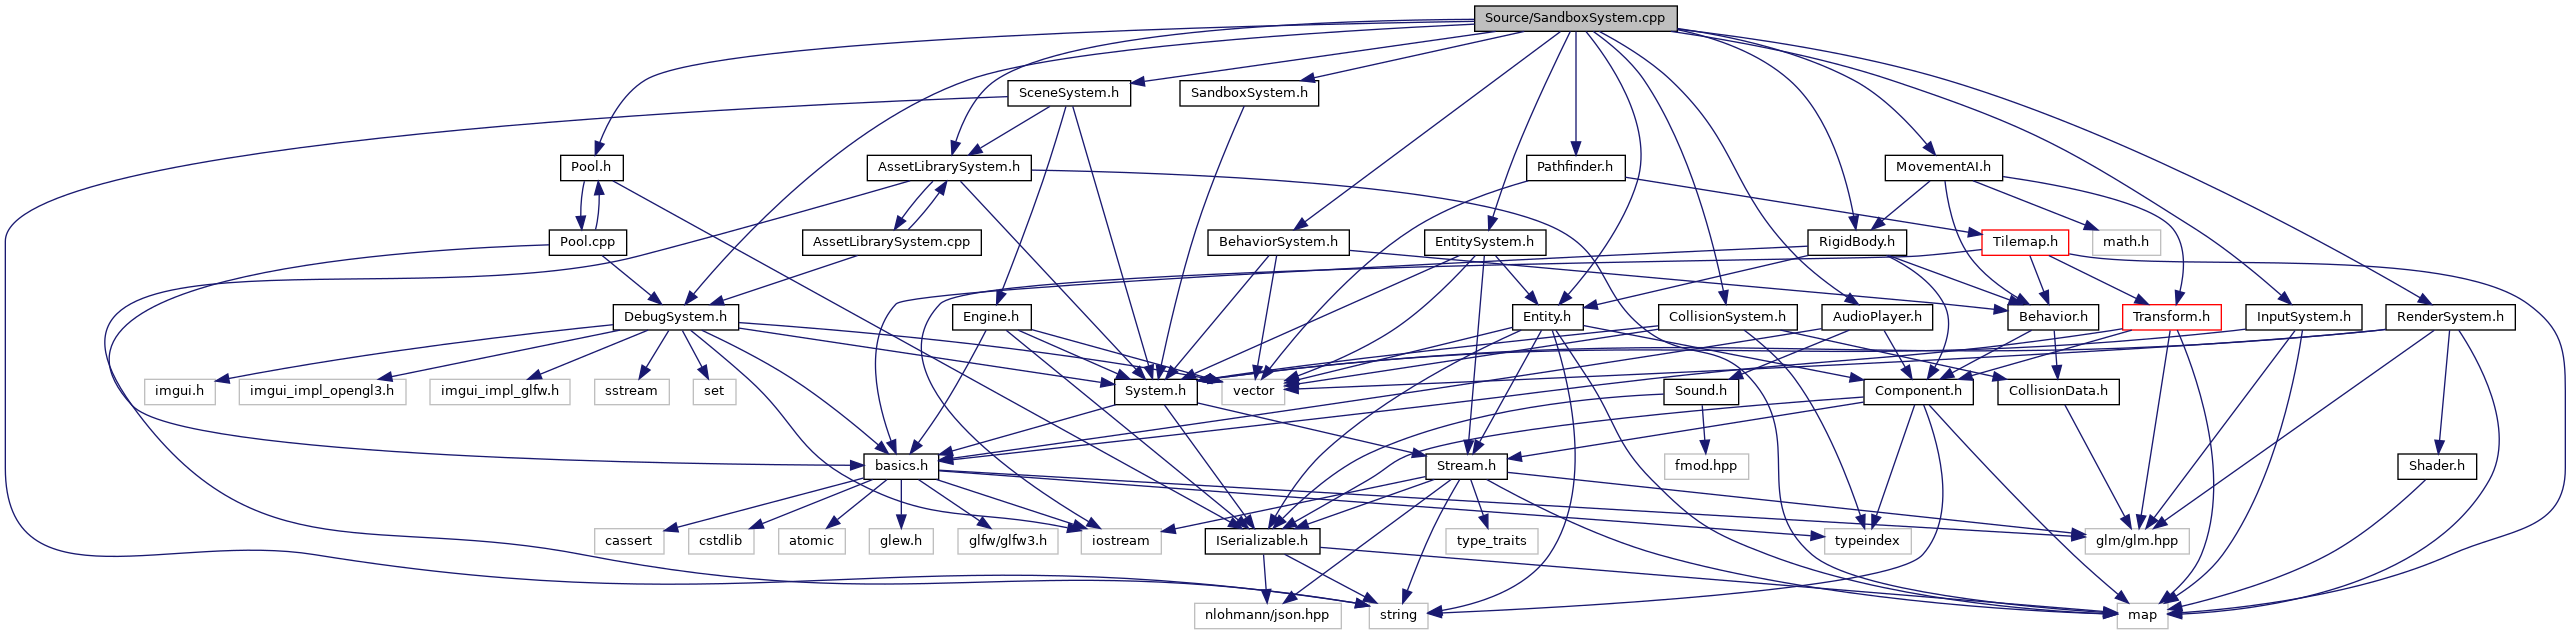 Source/SandboxSystem.cpp
SceneSystem.h
SandboxSystem.h
Pool.h
AssetLibrarySystem.h
Pathfinder.h
MovementAI.h
Pool.cpp
AssetLibrarySystem.cpp
BehaviorSystem.h
EntitySystem.h
RigidBody.h
Tilemap.h
math.h
DebugSystem.h
Engine.h
Entity.h
CollisionSystem.h
AudioPlayer.h
Behavior.h
Transform.h
InputSystem.h
RenderSystem.h
imgui.h
imgui_impl_opengl3.h
imgui_impl_glfw.h
sstream
set
System.h
vector
Sound.h
Component.h
CollisionData.h
basics.h
Stream.h
fmod.hpp
Shader.h
cassert
cstdlib
atomic
glew.h
glfw/glfw3.h
iostream
ISerializable.h
type_traits
typeindex
glm/glm.hpp
nlohmann/json.hpp
string
map